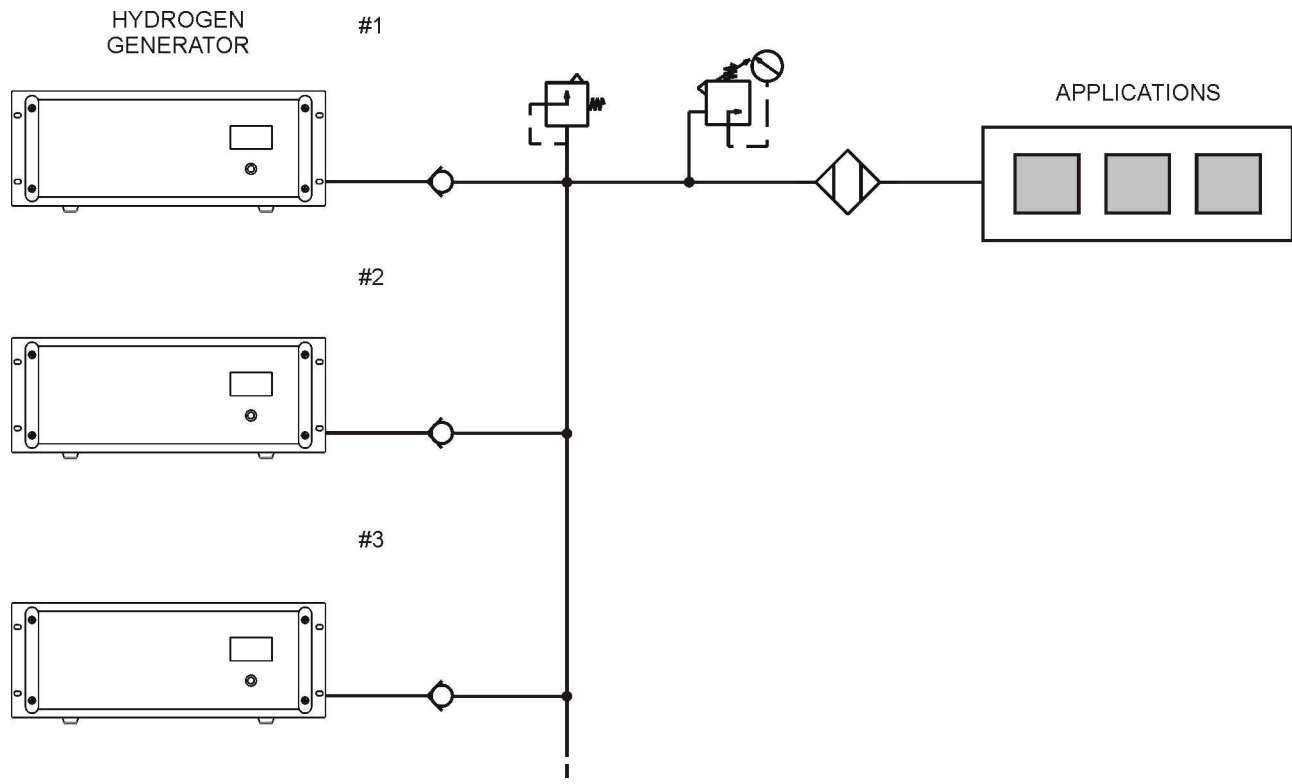 HYDROGEN
GENERATOR
#1
APPLICATIONS
#2
#3